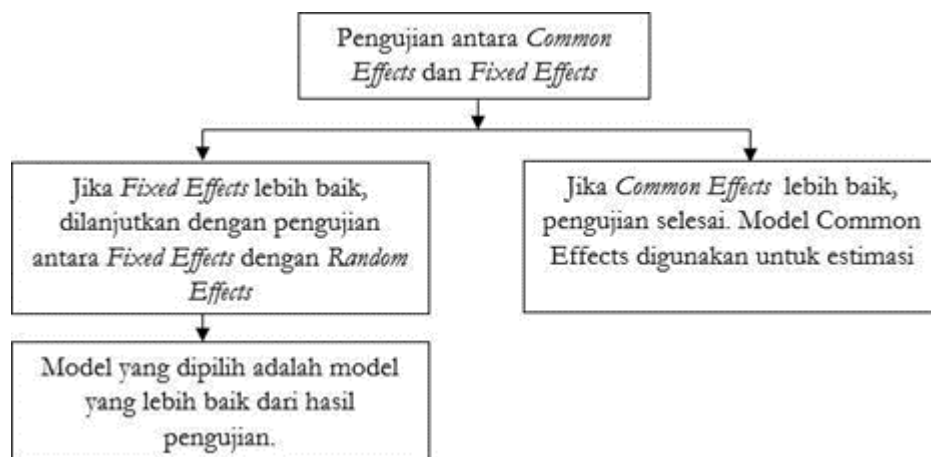 Pengujian antara Common
Effects dan Fixed Effects
Jika Fixed Effects lebih baik,
dilanjutkan dengan pengujian
antara Fixed Effects dengan Random
Effects
Jika Common Effects lebih baik,
pengujian selesai. Model Common
Effects digunakan untuk estimasi
Model yang dipilih adalah model
yang lebih baik dari hasil
pengujian.